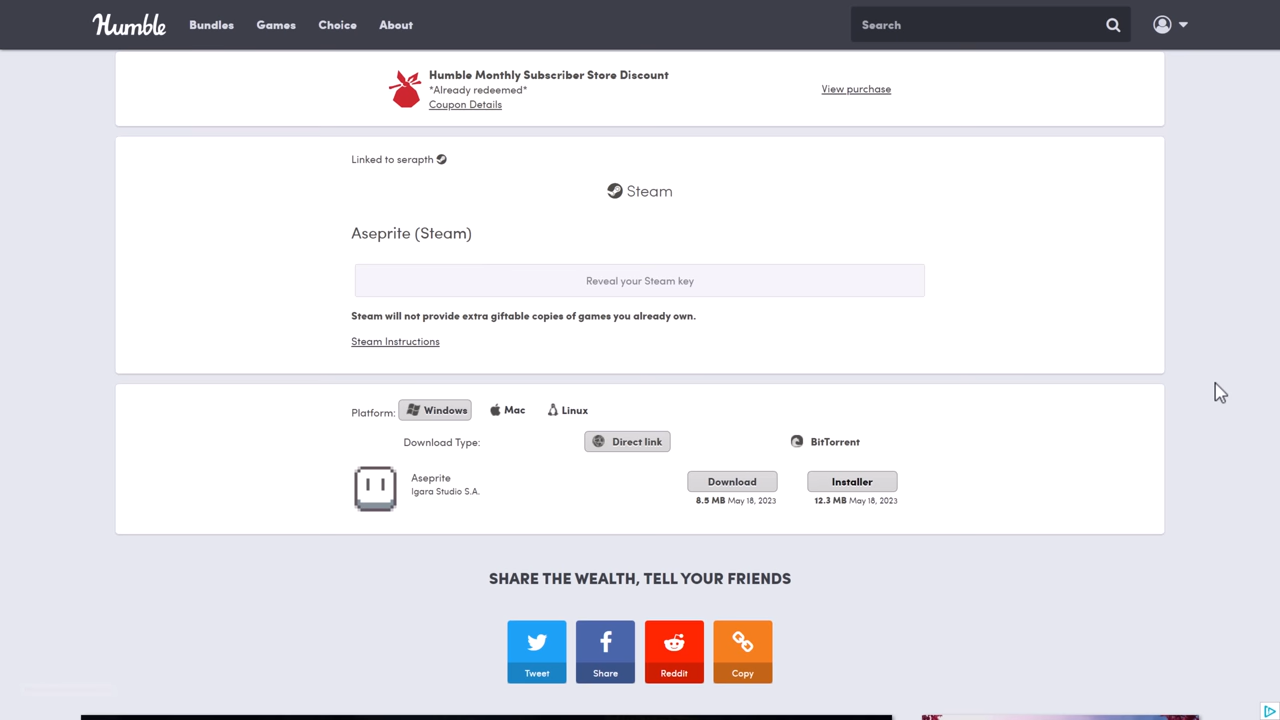 Humble Bundles Games Choice About Search
Humble Monthly Subscriber Store Discount
*Already redeemed*
View purchase
Coupon Details
Linked to serapth
Steam
Aseprite (Steam)
Reveal your Steam key
Steam will not provide extra giftable copies of games you already own.
Steam Instructions
Platform: Windows Mac Linux
Download Type: Direct link BitTorrent
Aseprite
Igara Studio S.A.
Download Installer
8.5 MB May 18, 2023 12.3 MB May 18, 2023
SHARE THE WEALTH, TELL YOUR FRIENDS
Tweet Share Reddit Copy